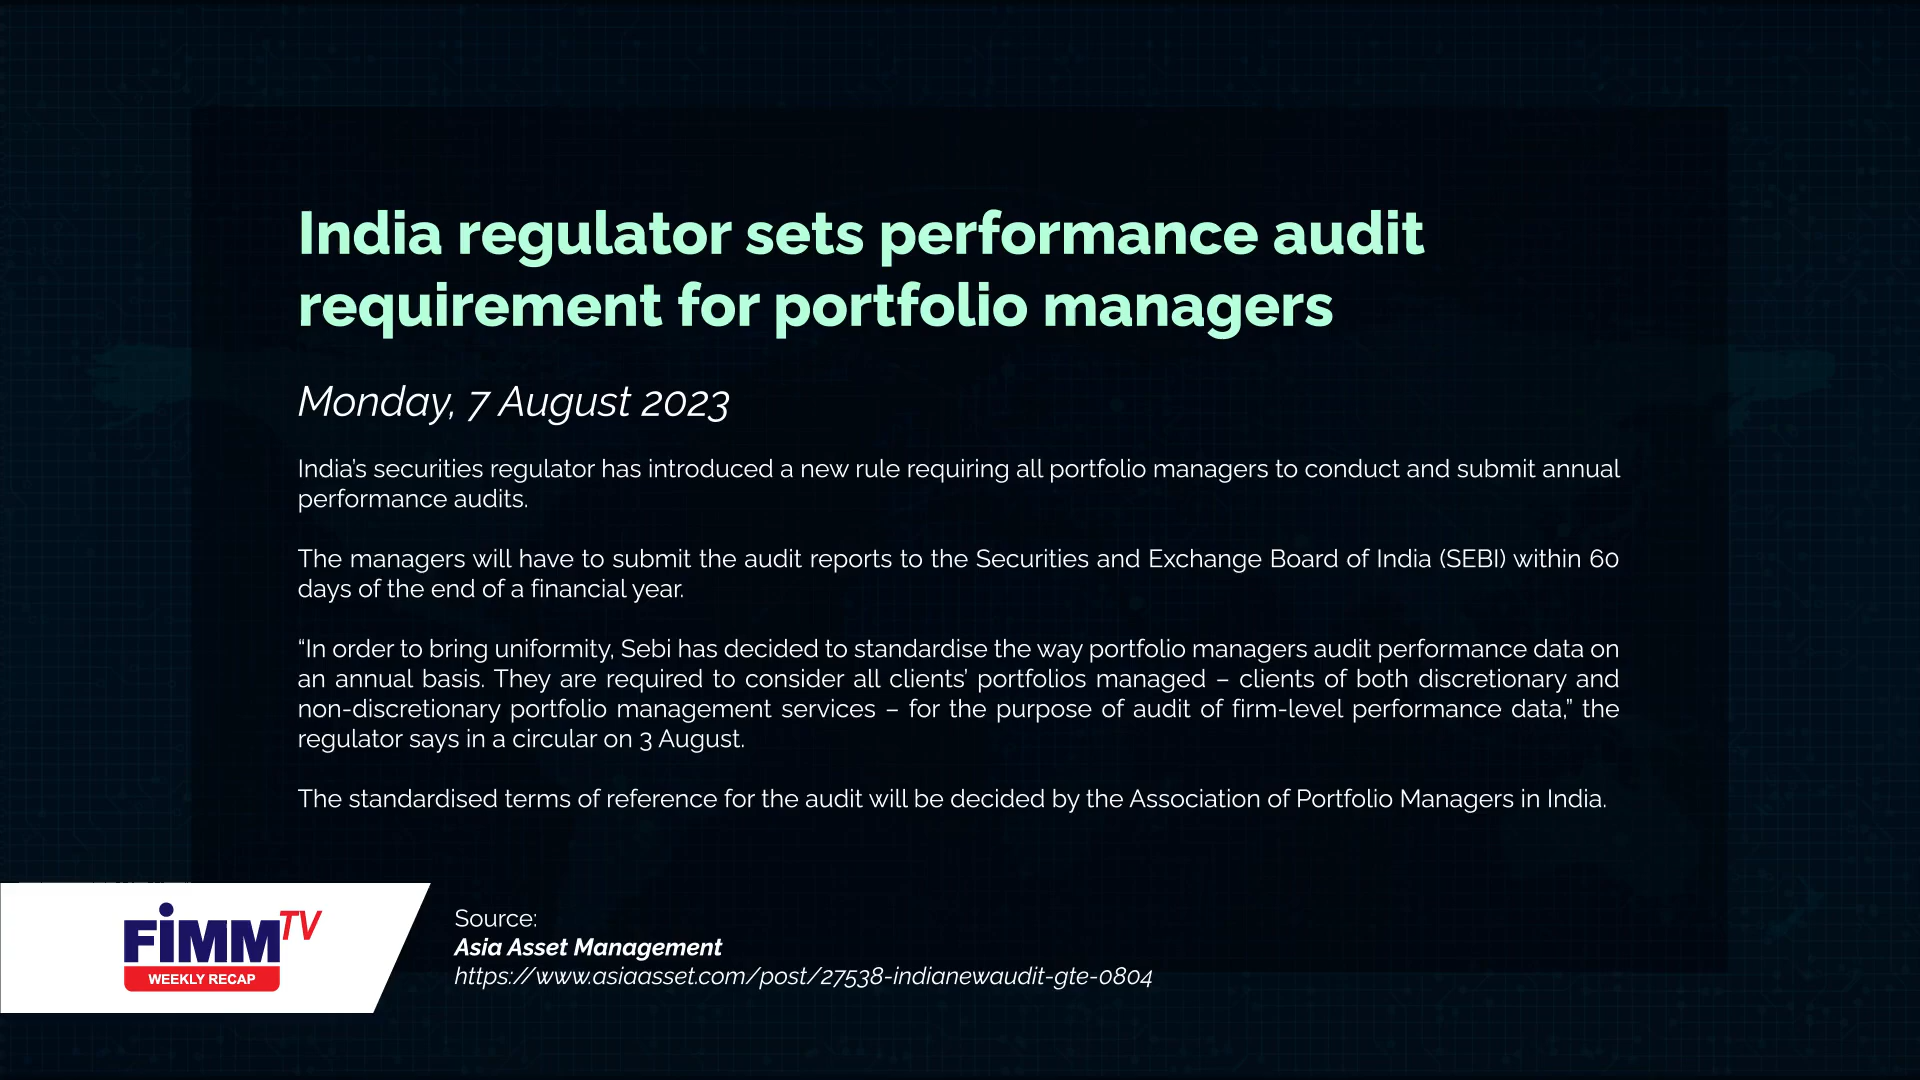 India regulator sets performance audit
requirement for portfolio managers
Monday, 7 August 2023
India’s securities regulator has introduced a new rule requiring all portfolio managers to conduct and submit annual
performance audits.
The managers will have to submit the audit reports to the Securities and Exchange Board of India (SEBI) within 60
days of the end of a financial year.
“In order to bring uniformity, Sebi has decided to standardise the way portfolio managers audit performance data on
an annual basis. They are required to consider all clients’ portfolios managed – clients of both discretionary and
non-discretionary portfolio management services – for the purpose of audit of firm-level performance data,” the
regulator says in a circular on 3 August.
The standardised terms of reference for the audit will be decided by the Association of Portfolio Managers in India.
FiMM TV
WEEKLY RECAP
Source:
Asia Asset Management
https://www.asiaasset.com/post/27538-indianewaudit-gte-0804